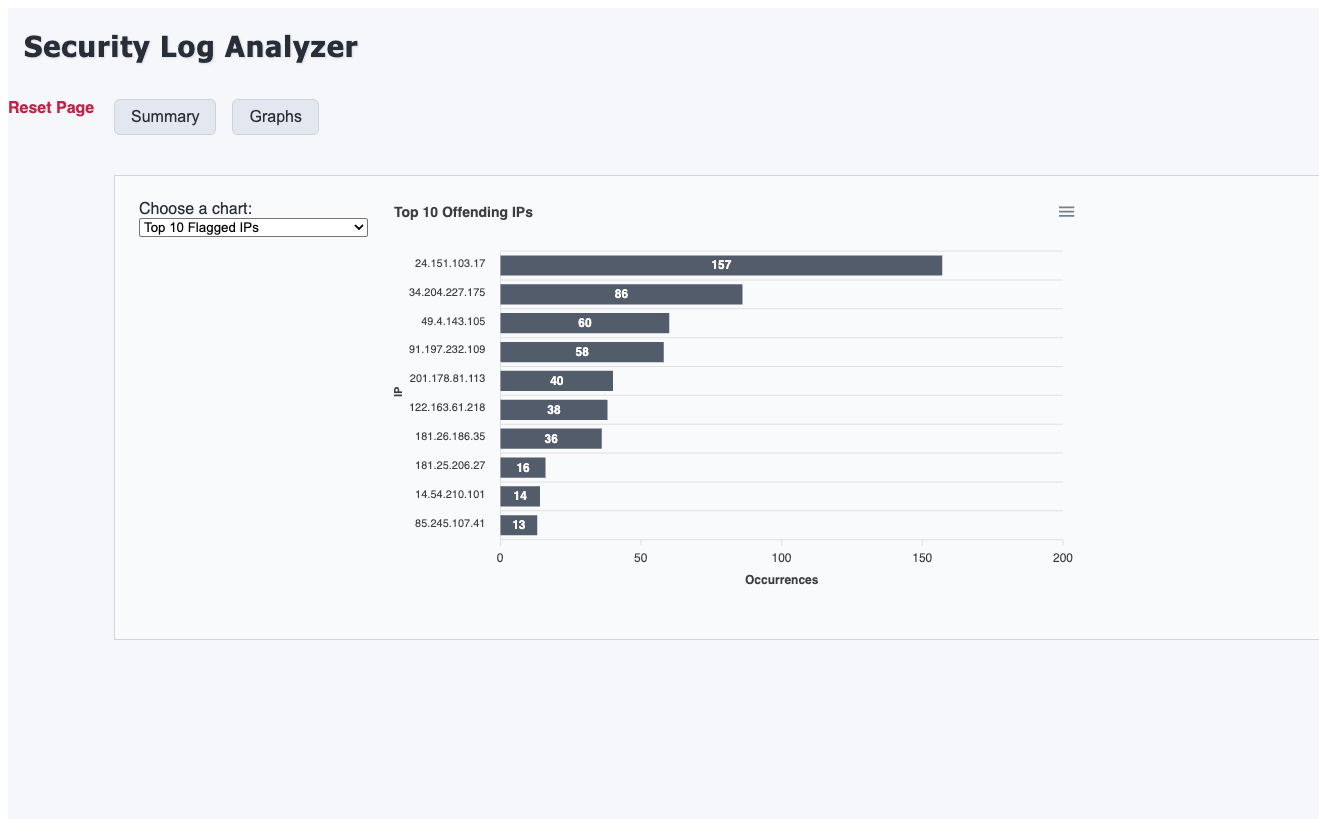 Security Log Analyzer
Reset Page
Summary
Graphs
Choose a chart:
Top 10 Flagged IPs
Top 10 Offending IPs
IP
24.151.103.17
157
34.204.227.175
86
49.4.143.105
60
91.197.232.109
58
201.178.81.113
40
122.163.61.218
38
181.26.186.35
36
181.25.206.27
16
14.54.210.101
14
85.245.107.41
13
0
50
100
150
200
Occurrences